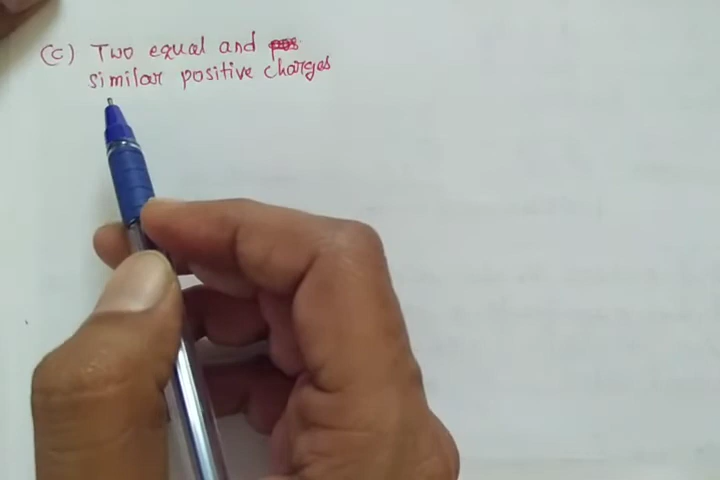 (c) Two equal and
similar positive charges